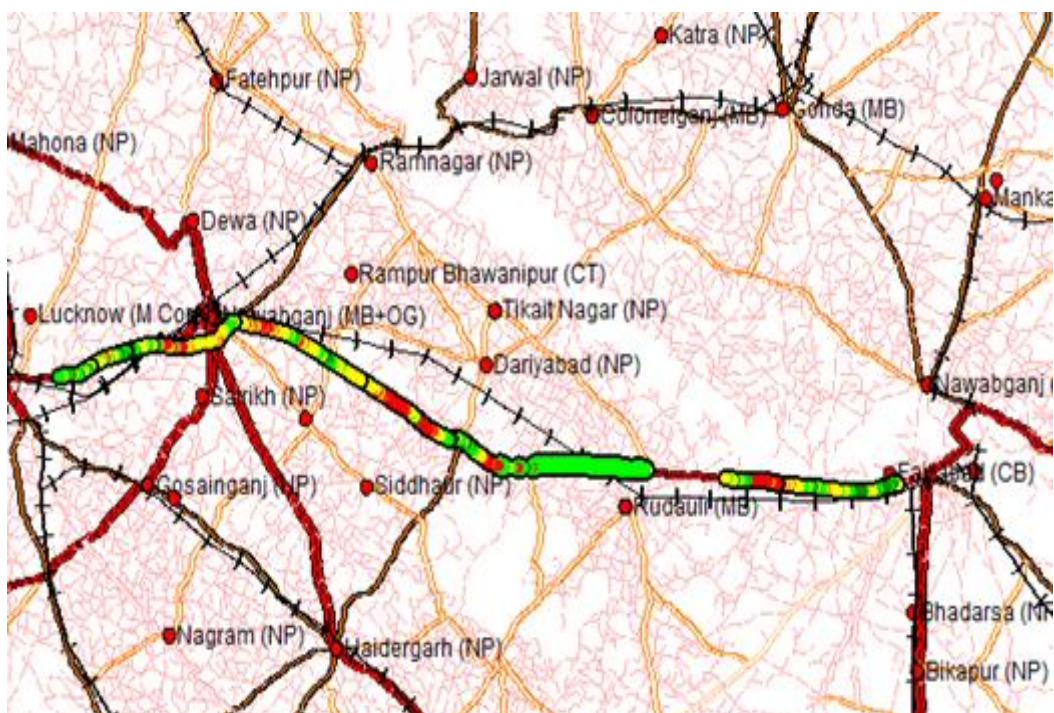 Katra (NP)
Fatehpur (NP)
Jarwal (NP)
Colonelganj (MB)
Gonda (MB)
Mahona (NP)
Ramnagar (NP)
Manka
Dewa (NP)
Rampur Bhawanipur (CT)
Lucknow (M Cor
Nawabganj (MB+OG)
Tikait Nagar (NP)
Dariyabad (NP)
Nawabganj (
Satrikh (NP)
Faizabad (CB)
Gosainganj (NP)
Siddhaur (NP)
Rudauli (MB)
Bhadarsa (NP
Nagram (NP)
Haidergarh (NP)
Bikapur (NP)